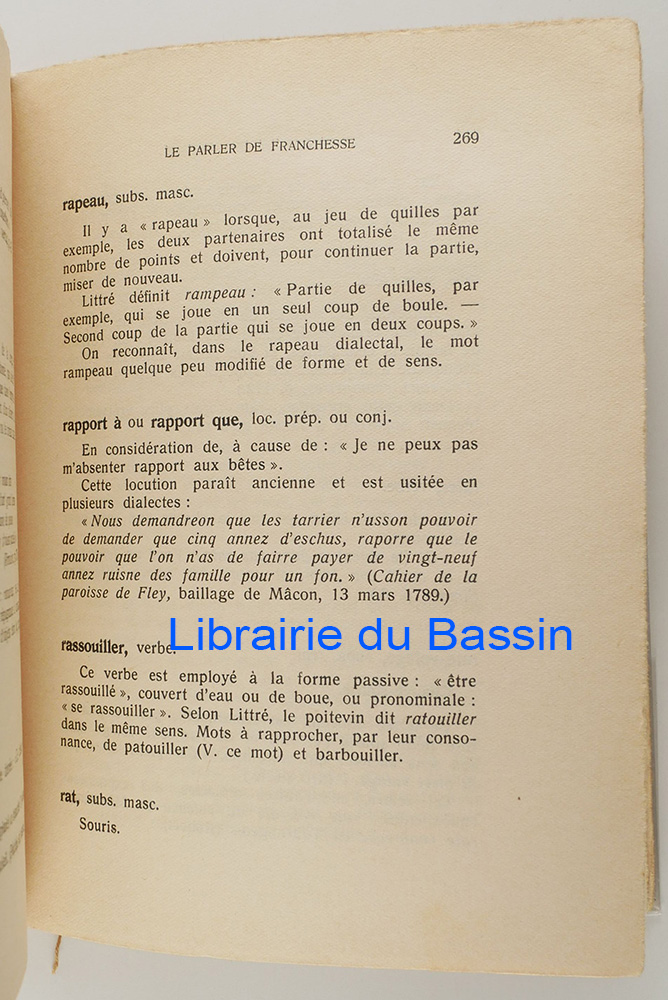 LE PARLER DE FRANCHESSE 269
rapeau, subs. masc.
Il y a « rapeau » lorsque, au jeu de quilles par
exemple, les deux partenaires ont totalisé le même
nombre de points et doivent, pour continuer la partie,
miser de nouveau.
Littré définit rampeau : « Partie de quilles, par
exemple, qui se joue en un seul coup de boule. —
Second coup de la partie qui se joue en deux coups. »
On reconnaît, dans le rapeau dialectal, le mot
rampeau quelque peu modifié de forme et de sens.
rapport à ou rapport que, loc. prép. ou conj.
En considération de, à cause de : « Je ne peux pas
m'absenter rapport aux bêtes ».
Cette locution paraît ancienne et est usitée en
plusieurs dialectes :
« Nous demandreon que les tarrier n'usson pouvoir
de demander que cinq annez d'eschus, raporre que le
pouvoir que l'on n'as de fairre payer de vingt-neuf
annez ruisne des famille pour un fon. » (Cahier de la
paroisse de Fley, baillage de Mâcon, 13 mars 1789.)
rassouiller, verbe.
Librairie du Bassin
Ce verbe est employé à la forme passive : « être
rassouillé », couvert d'eau ou de boue, ou pronominale :
« se rassouiller ». Selon Littré, le poitevin dit ratouiller
dans le même sens. Mots à rapprocher, par leur conso-
nance, de patouiller (V. ce mot) et barbouiller.
rat, subs. masc.
Souris.